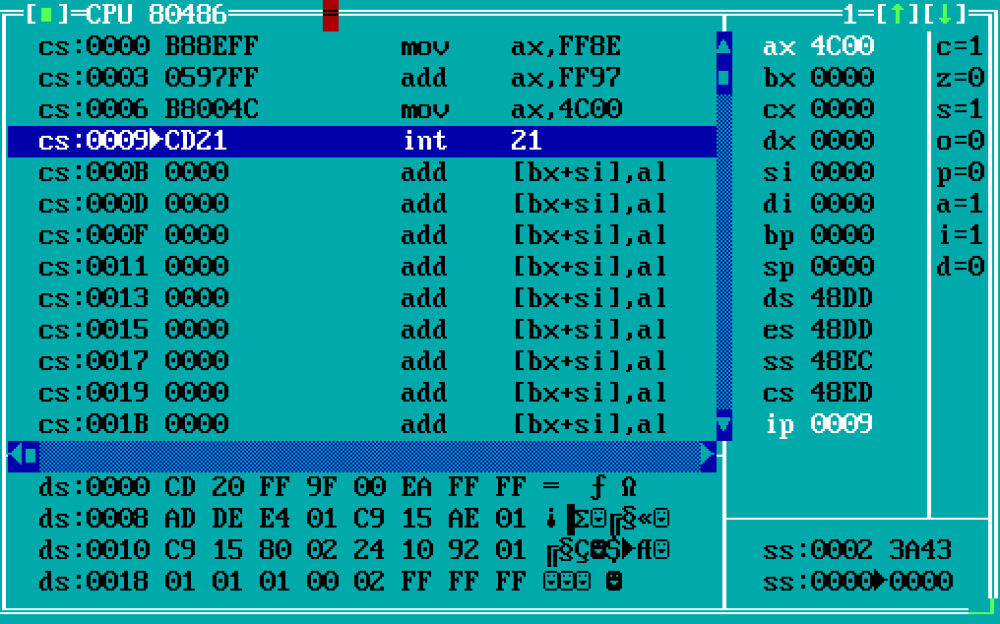 [■]=CPU 80486 1=[↑][↓]
cs:0000 B88EFF mov ax,FF8E
cs:0003 0597FF add ax,FF97
cs:0006 B8004C mov ax,4C00
cs:0009►CD21 int 21
cs:000B 0000 add [bx+si],al
cs:000D 0000 add [bx+si],al
cs:000F 0000 add [bx+si],al
cs:0011 0000 add [bx+si],al
cs:0013 0000 add [bx+si],al
cs:0015 0000 add [bx+si],al
cs:0017 0000 add [bx+si],al
cs:0019 0000 add [bx+si],al
cs:001B 0000 add [bx+si],al
ds:0000 CD 20 FF 9F 00 EA FF FF = ƒ Ω
ds:0008 AD DE E4 01 C9 15 AE 01 ¡▐Σ☺╔§«☺
ds:0010 C9 15 80 02 24 10 92 01 ╔§Ç☻$►Æ☺
ds:0018 01 01 01 00 02 FF FF FF ☺☺☺ ☻
ax 4C00
bx 0000
cx 0000
dx 0000
si 0000
di 0000
bp 0000
sp 0000
ds 48DD
es 48DD
ss 48EC
cs 48ED
ip 0009
c=1
z=0
s=1
o=0
p=0
a=1
i=1
d=0
ss:0002 3A43
ss:0000►0000